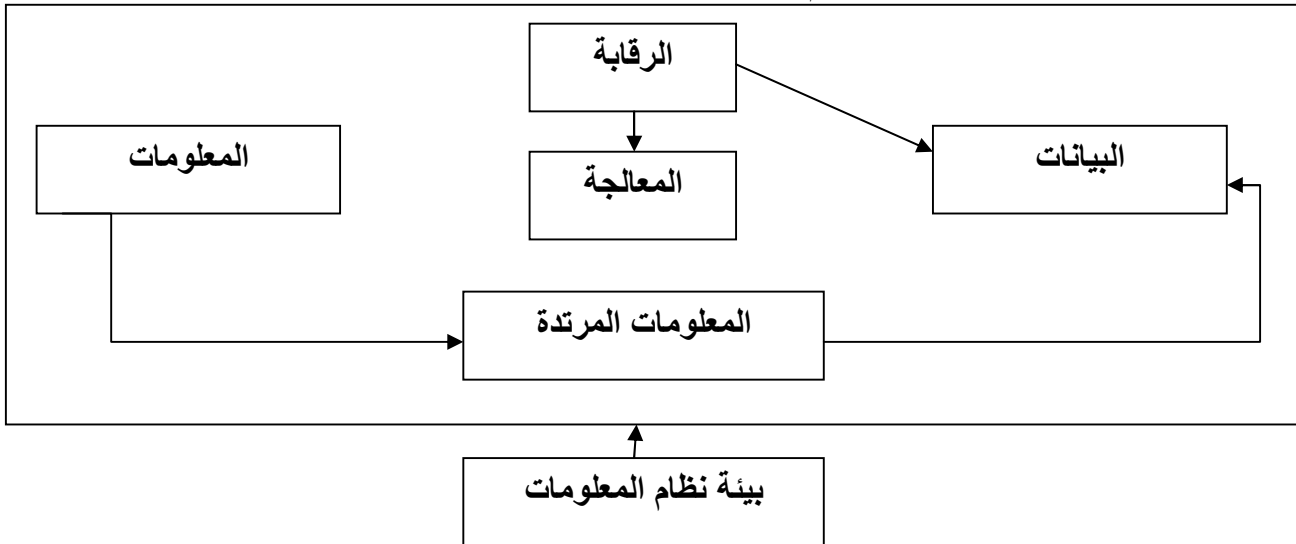 الرقابة
البيانات
المعالجة
المعلومات
المعلومات المرتدة
بيئة نظام المعلومات